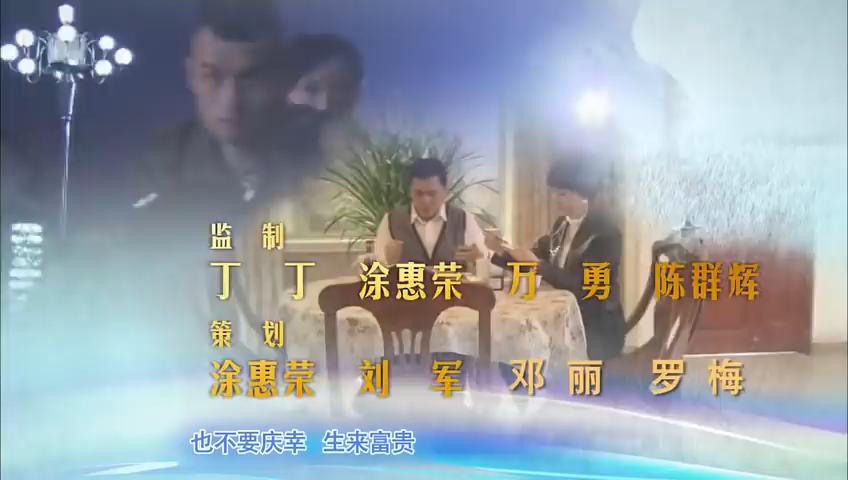 监 制
丁 丁 涂惠荣 万 勇 陈群辉
策 划
涂惠荣 刘 军 邓 丽 罗 梅
也不要庆幸 生来富贵